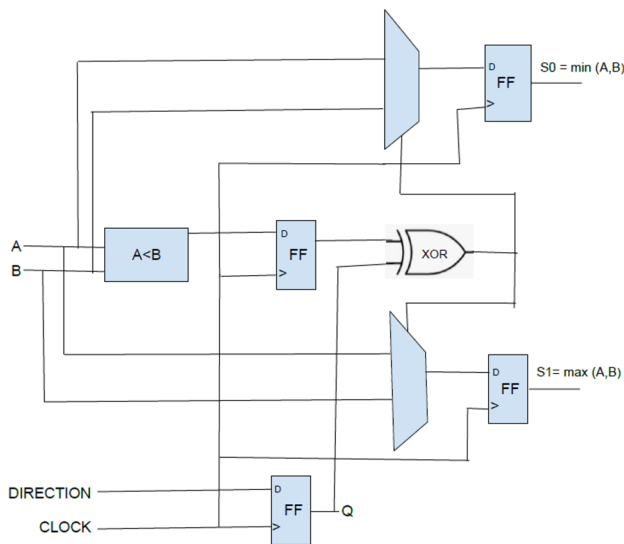 D
FF
>
S0 = min (A,B)
A
B
A<B
D
FF
>
XOR
D
FF
>
S1= max (A,B)
DIRECTION
CLOCK
D
FF
>
Q